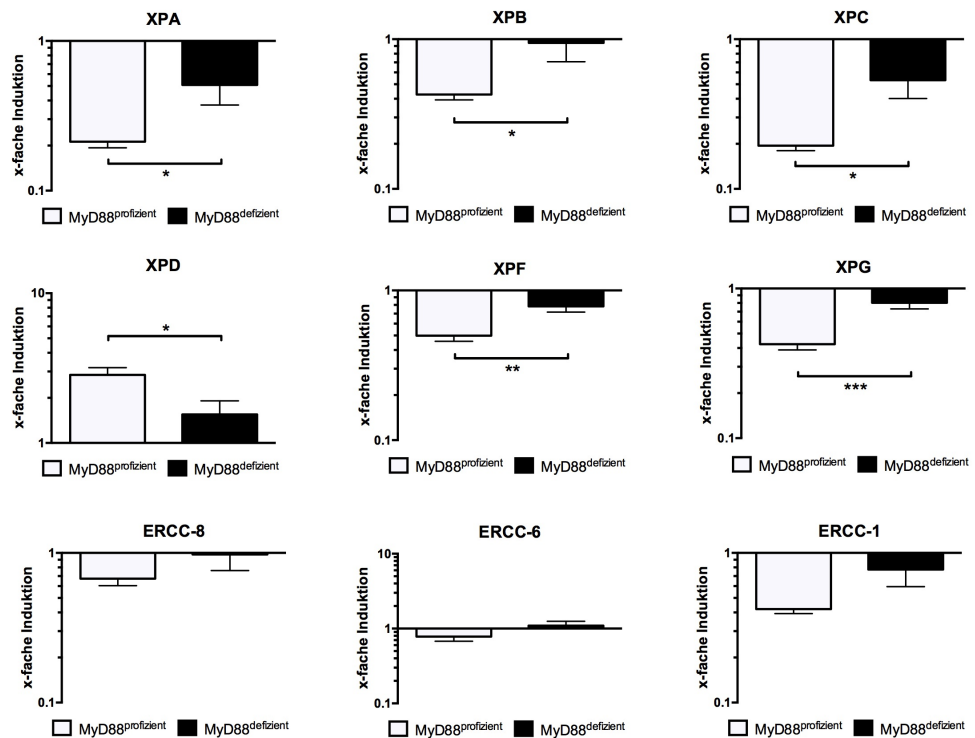 XPA
x-fache Induktion
1
0.1
*
MyD88profizient MyD88defizient
XPB
x-fache Induktion
1
0.1
*
MyD88profizient MyD88defizient
XPC
x-fache Induktion
1
0.1
*
MyD88profizient MyD88defizient
XPD
x-fache Induktion
10
1
*
MyD88profizient MyD88defizient
XPF
x-fache Induktion
1
0.1
**
MyD88profizient MyD88defizient
XPG
x-fache Induktion
1
0.1
***
MyD88profizient MyD88defizient
ERCC-8
x-fache Induktion
1
0.1
MyD88profizient MyD88defizient
ERCC-6
x-fache Induktion
10
1
0.1
MyD88profizient MyD88defizient
ERCC-1
x-fache Induktion
1
0.1
MyD88profizient MyD88defizient